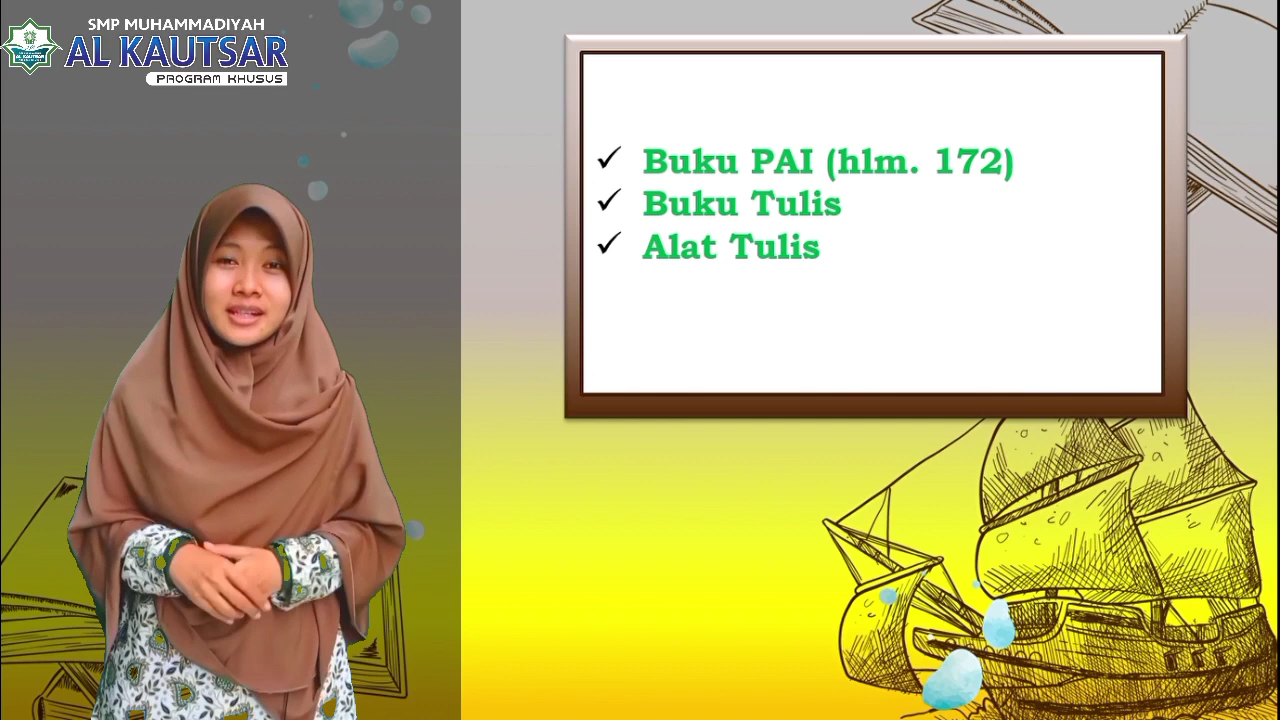 SMP MUHAMMADIYAH
AL KAUTSAR
PROGRAM KHUSUS
✓ Buku PAI (hlm. 172)
✓ Buku Tulis
✓ Alat Tulis